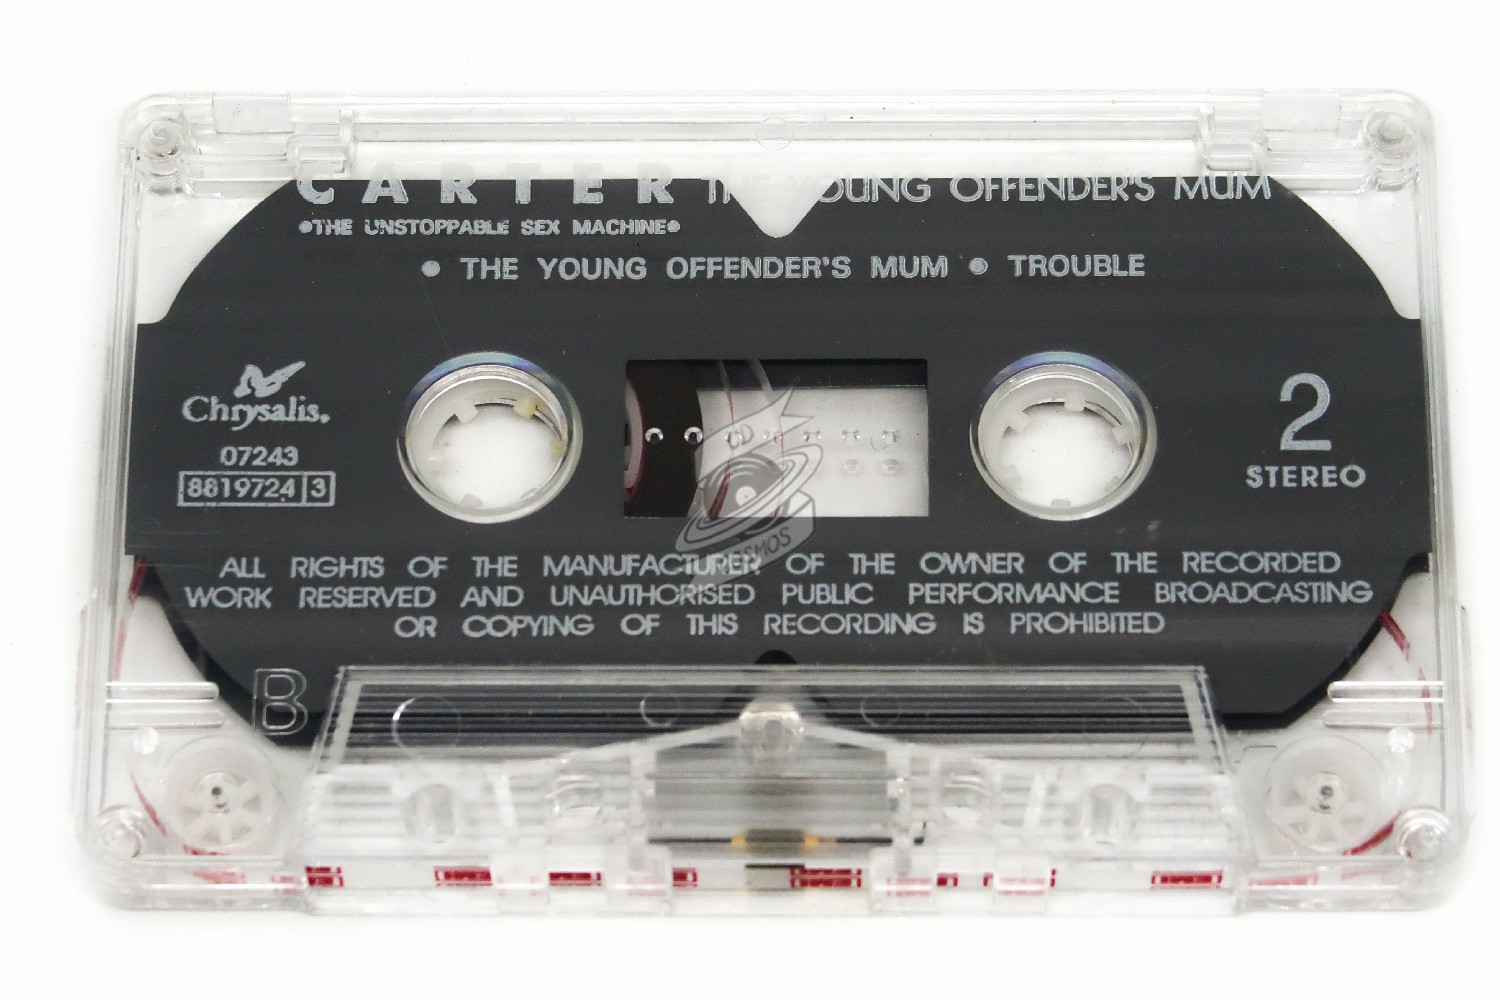 CARTER THE YOUNG OFFENDER'S MUM
•THE UNSTOPPABLE SEX MACHINE•
• THE YOUNG OFFENDER'S MUM • TROUBLE
Chrysalis.
07243
8819724 3
2
STEREO
CD
COSMOS
ALL RIGHTS OF THE MANUFACTURER OF THE OWNER OF THE RECORDED
WORK RESERVED AND UNAUTHORISED PUBLIC PERFORMANCE BROADCASTING
OR COPYING OF THIS RECORDING IS PROHIBITED
B